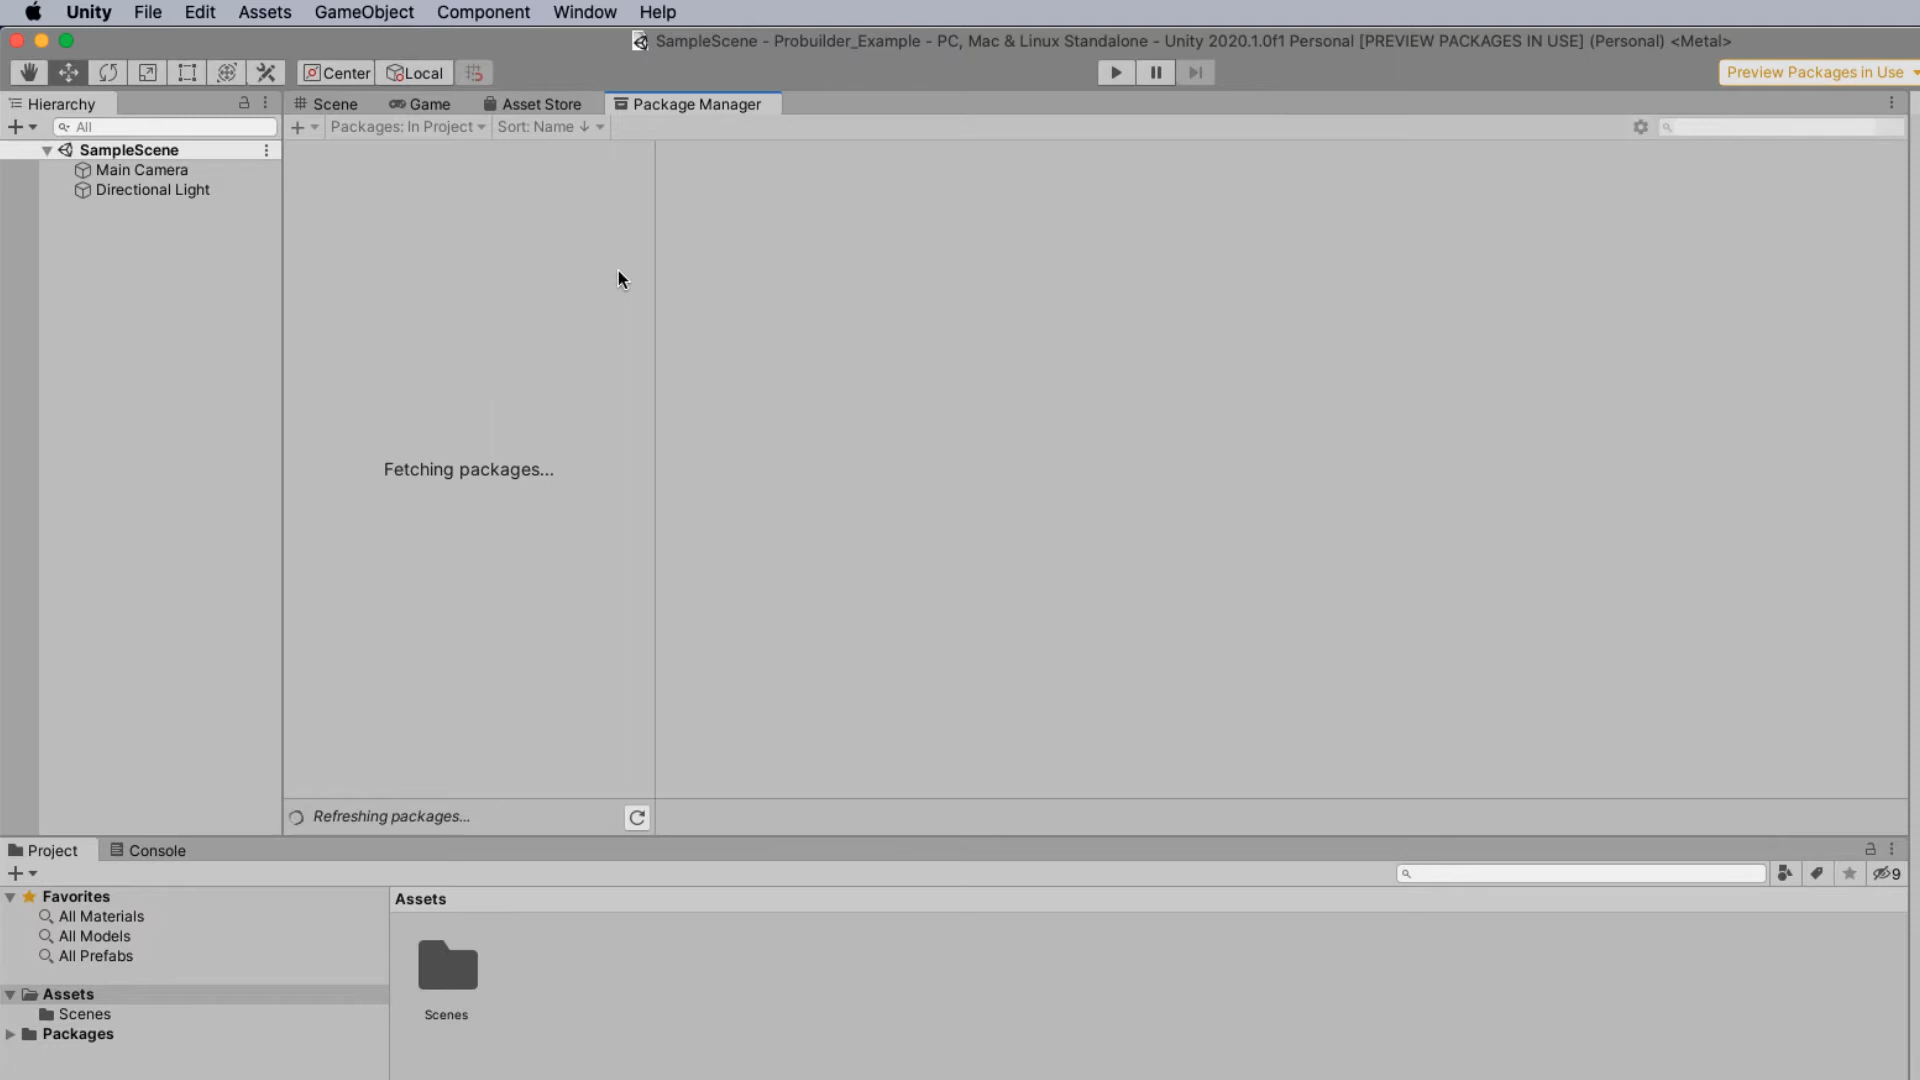 Unity File Edit Assets GameObject Component Window Help
SampleScene - Probuilder_Example - PC, Mac & Linux Standalone - Unity 2020.1.0f1 Personal [PREVIEW PACKAGES IN USE] (Personal) <Metal>
Center Local Preview Packages in Use
Hierarchy Scene Game Asset Store Package Manager
All Packages: In Project Sort: Name ↓
SampleScene
Main Camera
Directional Light
Fetching packages...
Refreshing packages...
Project Console
9
Favorites Assets
All Materials
All Models
All Prefabs
Assets
Scenes Scenes
Packages